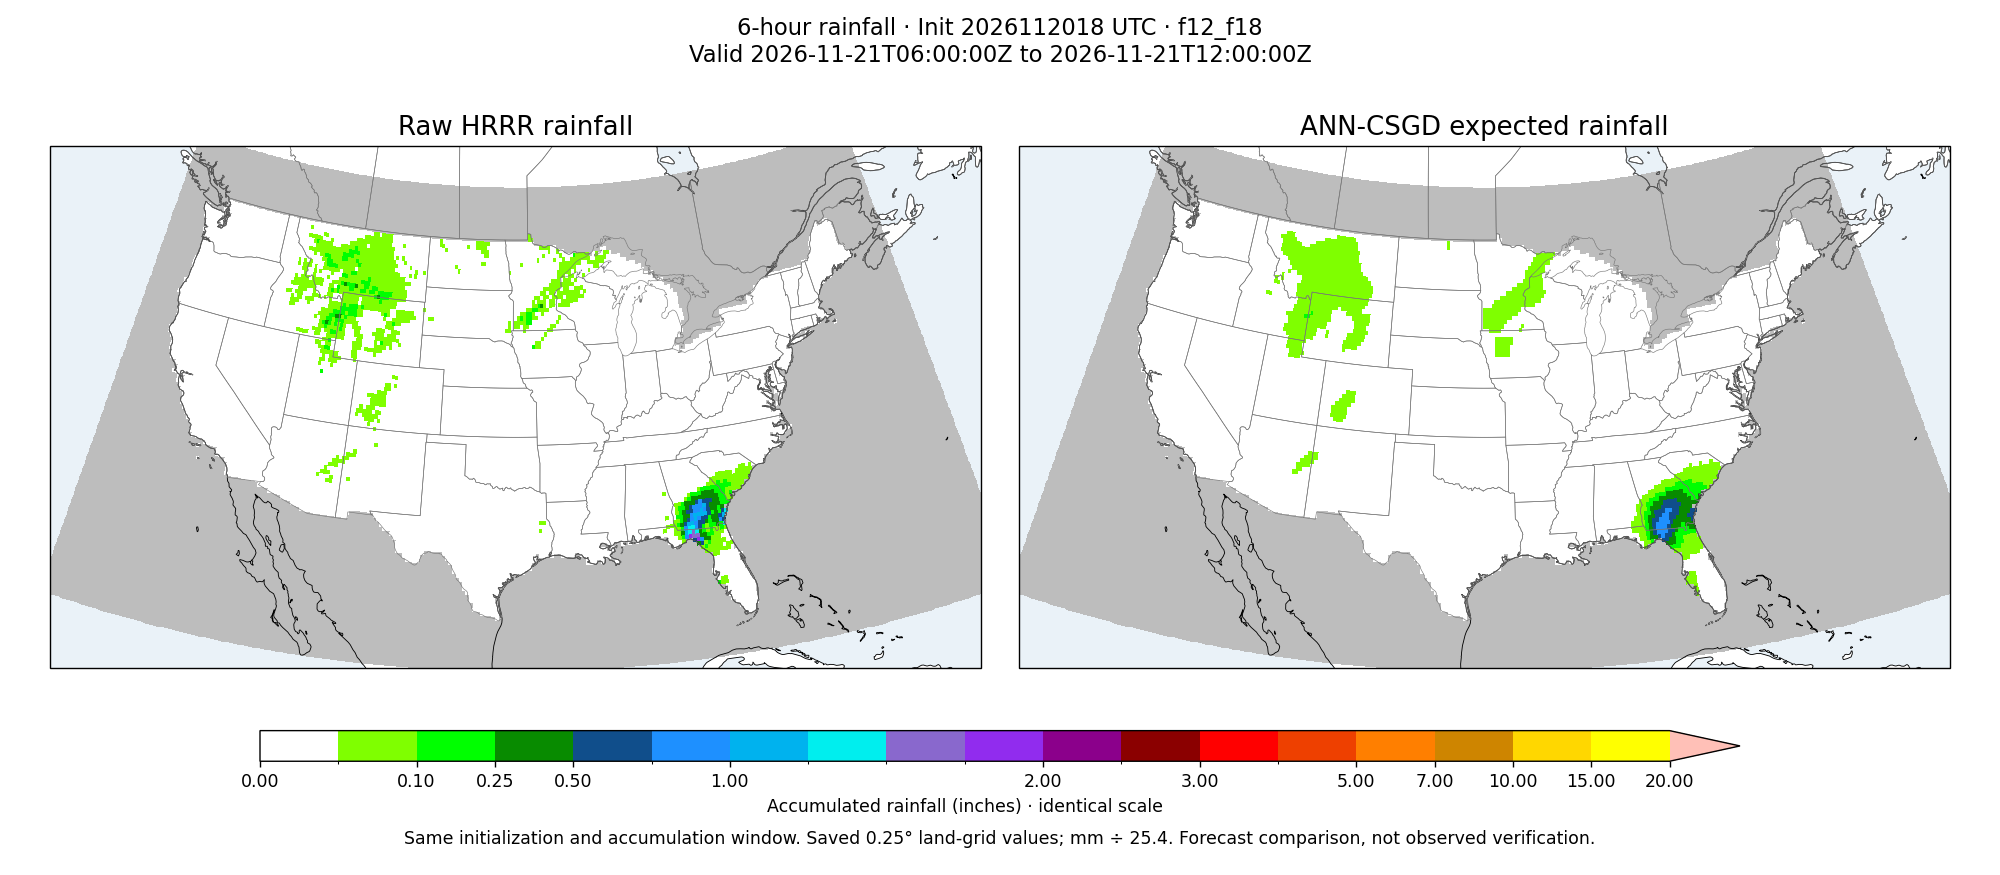 6-hour rainfall · Init 2026112018 UTC · f12_f18
Valid 2026-11-21T06:00:00Z to 2026-11-21T12:00:00Z
Raw HRRR rainfall
ANN-CSGD expected rainfall
0.00 0.10 0.25 0.50 1.00 2.00 3.00 5.00 7.00 10.00 15.00 20.00
Accumulated rainfall (inches) · identical scale
Same initialization and accumulation window. Saved 0.25° land-grid values; mm ÷ 25.4. Forecast comparison, not observed verification.